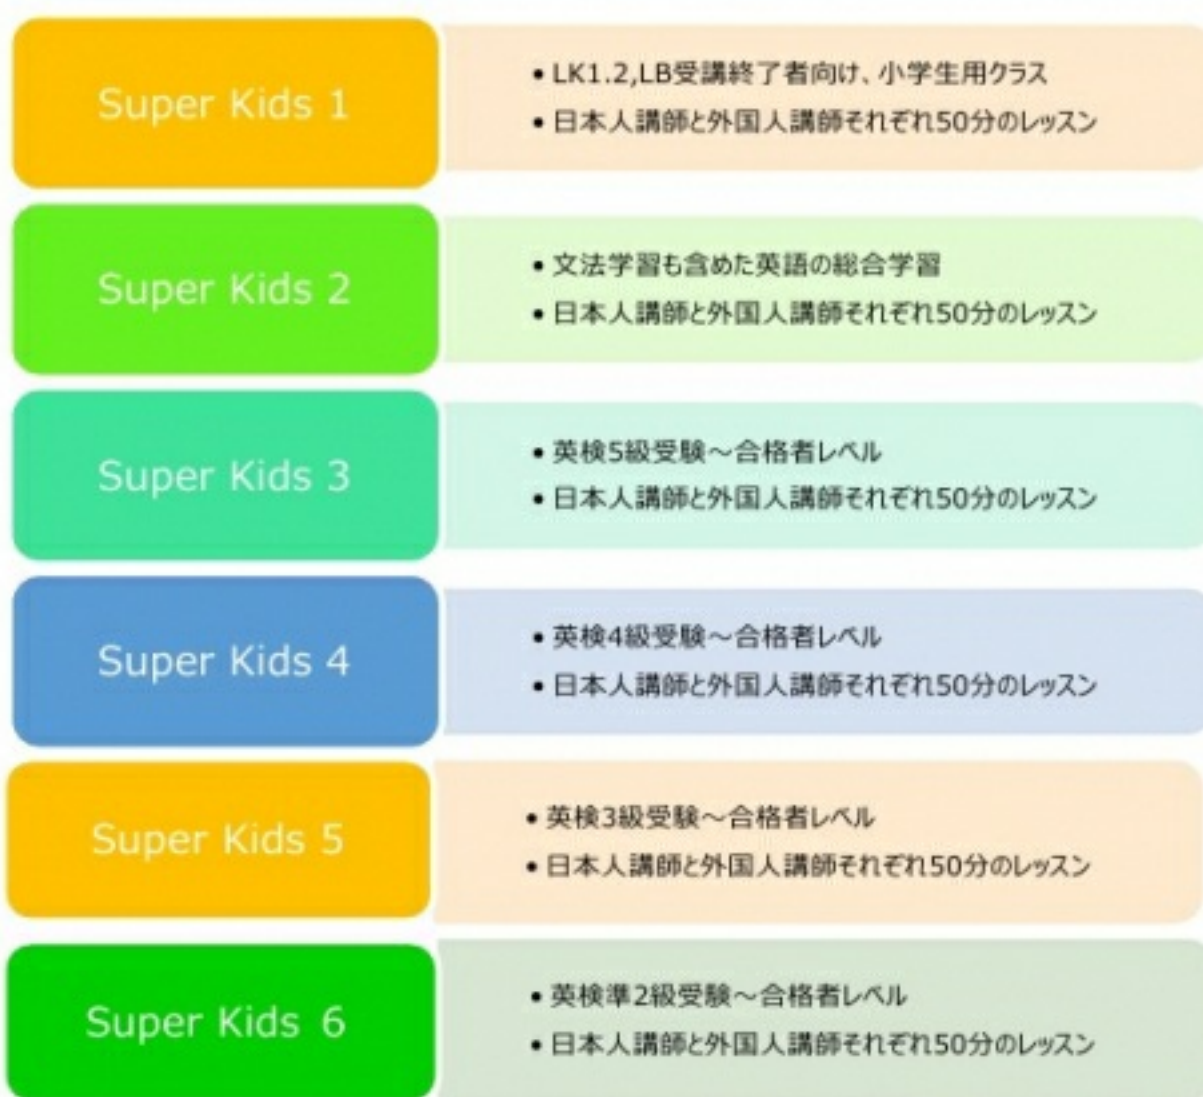 Super Kids 1
• LK1.2,LB受講終了者向け、小学生用クラス
• 日本人講師と外国人講師それぞれ50分のレッスン
Super Kids 2
• 文法学習も含めた英語の総合学習
• 日本人講師と外国人講師それぞれ50分のレッスン
Super Kids 3
• 英検5級受験～合格者レベル
• 日本人講師と外国人講師それぞれ50分のレッスン
Super Kids 4
• 英検4級受験～合格者レベル
• 日本人講師と外国人講師それぞれ50分のレッスン
Super Kids 5
• 英検3級受験～合格者レベル
• 日本人講師と外国人講師それぞれ50分のレッスン
Super Kids 6
• 英検準2級受験～合格者レベル
• 日本人講師と外国人講師それぞれ50分のレッスン